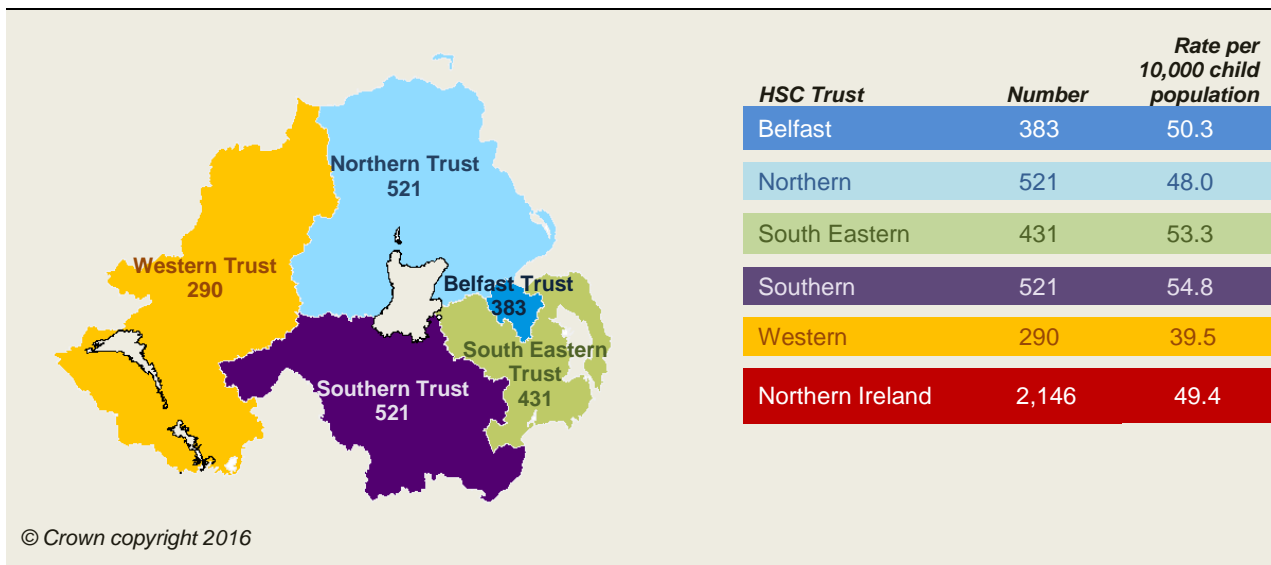 Northern Trust
521
Western Trust
290
Belfast Trust
383
South Eastern
Trust
431
Southern Trust
521
© Crown copyright 2016
Rate per
10,000 child
HSC Trust Number population
Belfast 383 50.3
Northern 521 48.0
South Eastern 431 53.3
Southern 521 54.8
Western 290 39.5
Northern Ireland 2,146 49.4